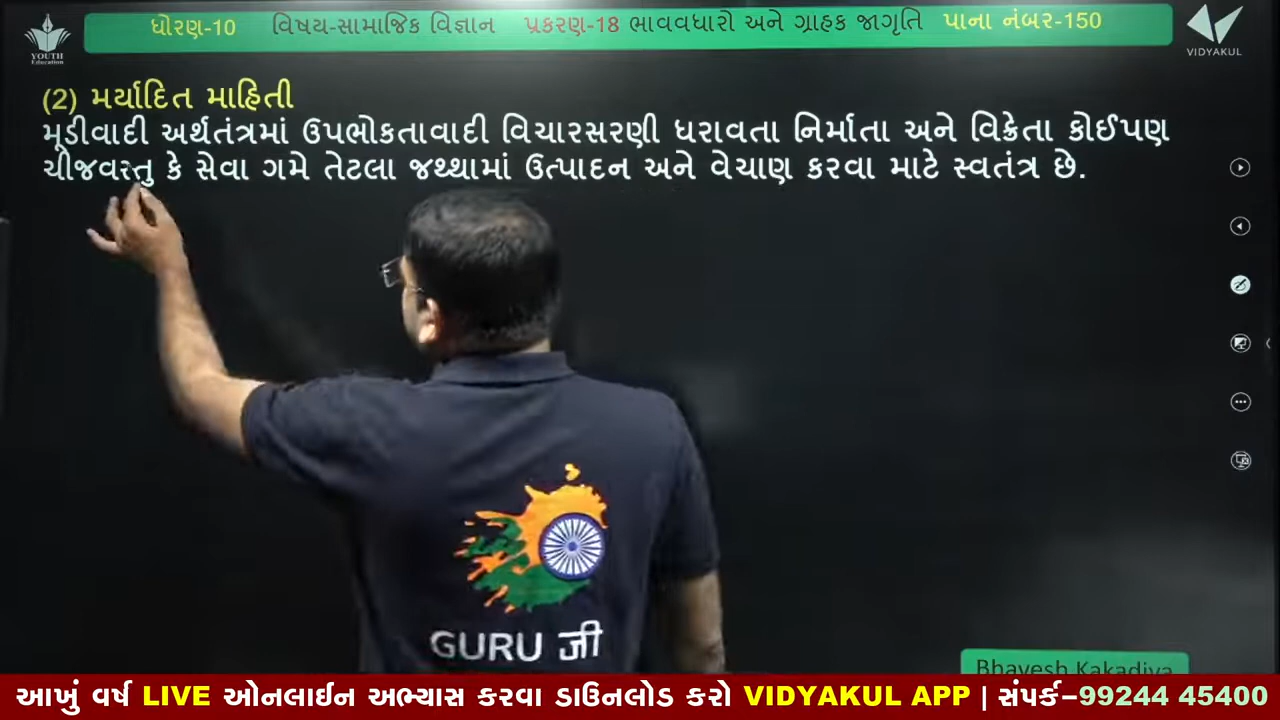 ધોરણ-10 વિષય-સામાજિક વિજ્ઞાન પ્રકરણ-18 ભાવવધારો અને ગ્રાહક જાગૃતિ પાના નંબર-150
YOUTH
Education
VIDYAKUL
(2) મર્યાદિત માહિતી
મૂડીવાદી અર્થતંત્રમાં ઉપભોકતાવાદી વિચારસરણી ધરાવતા નિર્માતા અને વિક્રેતા કોઈપણ
ચીજવસ્તુ કે સેવા ગમે તેટલા જથ્થામાં ઉત્પાદન અને વેચાણ કરવા માટે સ્વતંત્ર છે.
GURU जी
Bhavesh Kakadiya
આખું વર્ષ LIVE ઓનલાઈન અભ્યાસ કરવા ડાઉનલોડ કરો VIDYAKUL APP | સંપર્ક–99244 45400